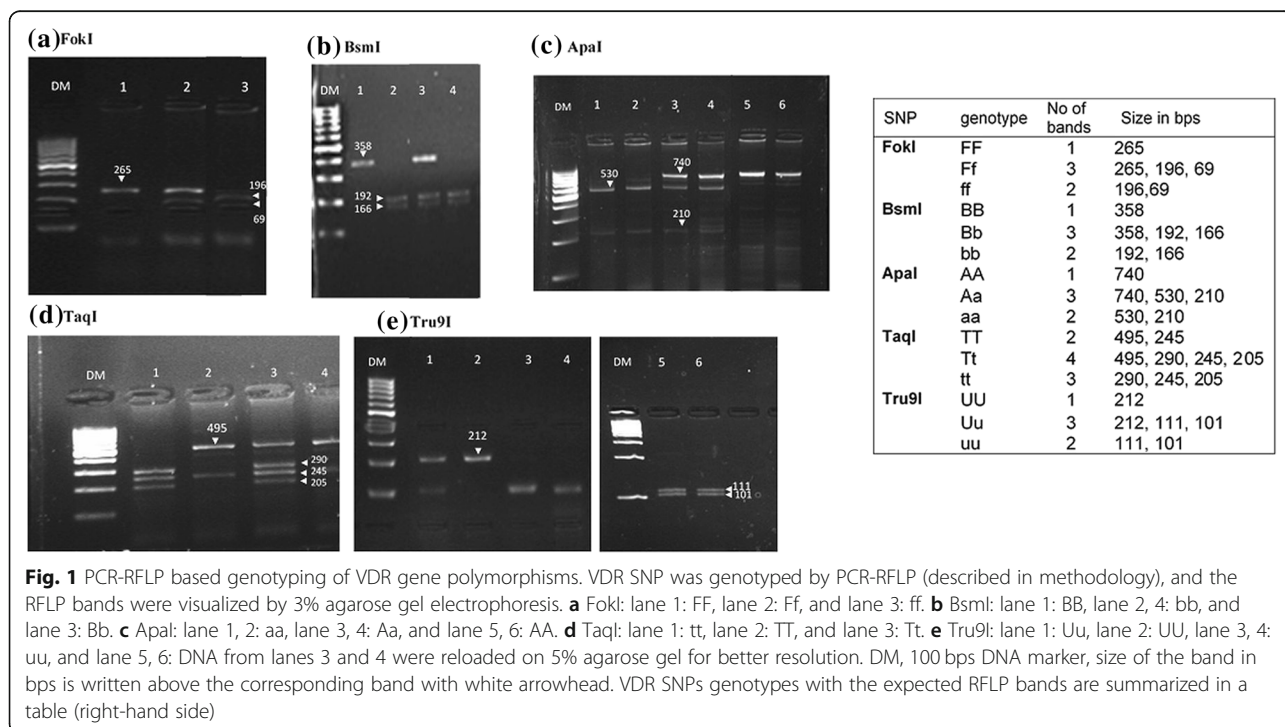 (a) FokI
DM 1 2 3
265
196
69
(b) BsmI
DM 1 2 3 4
358
192
166
(c) ApaI
DM 1 2 3 4 5 6
740
530
210
(d) TaqI
DM 1 2 3 4
495
290
245
205
(e) Tru9I
DM 1 2 3 4
212
DM 5 6
111
101
SNP genotype No of bands Size in bps
FokI FF 1 265
Ff 3 265, 196, 69
ff 2 196,69
BsmI BB 1 358
Bb 3 358, 192, 166
bb 2 192, 166
ApaI AA 1 740
Aa 3 740, 530, 210
aa 2 530, 210
TaqI TT 2 495, 245
Tt 4 495, 290, 245, 205
tt 3 290, 245, 205
Tru9I UU 1 212
Uu 3 212, 111, 101
uu 2 111, 101
Fig. 1 PCR-RFLP based genotyping of VDR gene polymorphisms. VDR SNP was genotyped by PCR-RFLP (described in methodology), and the
RFLP bands were visualized by 3% agarose gel electrophoresis. a FokI: lane 1: FF, lane 2: Ff, and lane 3: ff. b BsmI: lane 1: BB, lane 2, 4: bb, and
lane 3: Bb. c ApaI: lane 1, 2: aa, lane 3, 4: Aa, and lane 5, 6: AA. d TaqI: lane 1: tt, lane 2: TT, and lane 3: Tt. e Tru9I: lane 1: Uu, lane 2: UU, lane 3, 4:
uu, and lane 5, 6: DNA from lanes 3 and 4 were reloaded on 5% agarose gel for better resolution. DM, 100 bps DNA marker, size of the band in
bps is written above the corresponding band with white arrowhead. VDR SNPs genotypes with the expected RFLP bands are summarized in a
table (right-hand side)